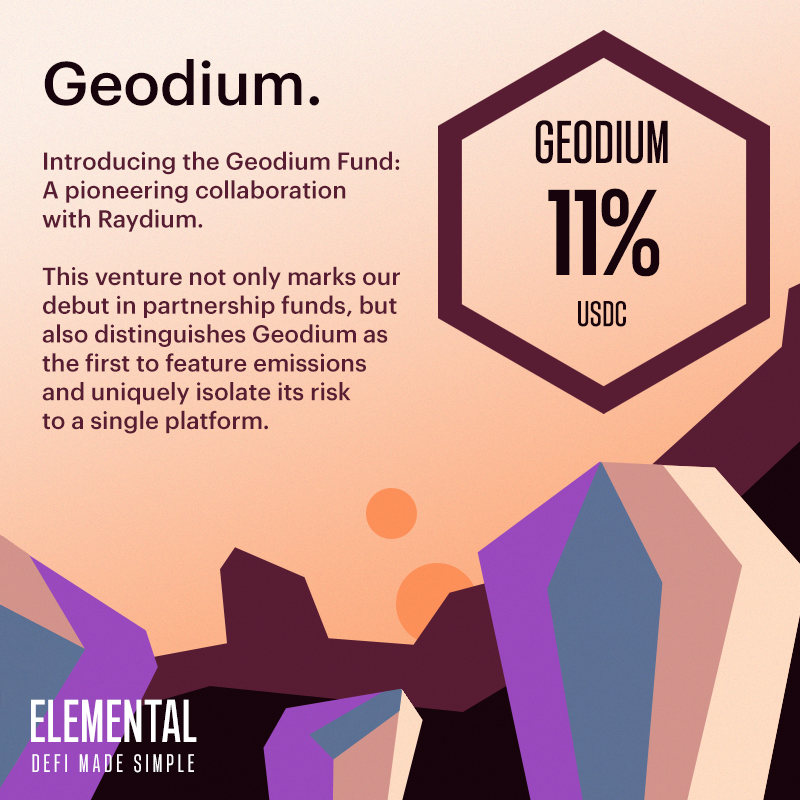 Geodium.
Introducing the Geodium Fund:
A pioneering collaboration
with Raydium.
This venture not only marks our
debut in partnership funds, but
also distinguishes Geodium as
the first to feature emissions
and uniquely isolate its risk
to a single platform.
GEODIUM
11%
USDC
ELEMENTAL
DEFI MADE SIMPLE